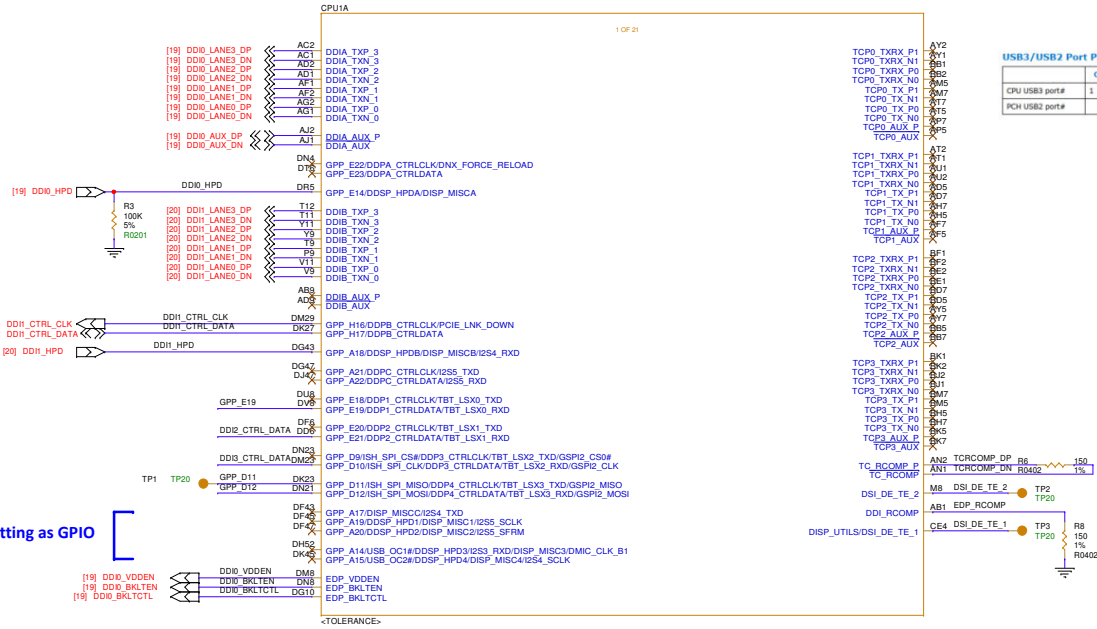 CPU1A
1 OF 21
[19] DDI0_LANE3_DP AC2 DDIA_TXP_3
[19] DDI0_LANE3_DN AC1 DDIA_TXN_3
[19] DDI0_LANE2_DP AD2 DDIA_TXP_2
[19] DDI0_LANE2_DN AD1 DDIA_TXN_2
[19] DDI0_LANE1_DP AF1 DDIA_TXP_1
[19] DDI0_LANE1_DN AF2 DDIA_TXN_1
[19] DDI0_LANE0_DP AG2 DDIA_TXP_0
[19] DDI0_LANE0_DN AG1 DDIA_TXN_0
[19] DDI0_AUX_DP AJ2 DDIA_AUX_P
[19] DDI0_AUX_DN AJ1 DDIA_AUX
DN4 GPP_E22/DDPA_CTRLCLK/DNX_FORCE_RELOAD
GPP_E23/DDPA_CTRLDATA
[19] DDI0_HPD DDI0_HPD DR5 GPP_E14/DDSP_HPDA/DISP_MISCA
R3
100K
5%
R0201
[20] DDI1_LANE3_DP T12 DDIB_TXP_3
[20] DDI1_LANE3_DN T11 DDIB_TXN_3
[20] DDI1_LANE2_DP Y11 DDIB_TXP_2
[20] DDI1_LANE2_DN Y9 DDIB_TXN_2
[20] DDI1_LANE1_DP T9 DDIB_TXP_1
[20] DDI1_LANE1_DN P9 DDIB_TXN_1
[20] DDI1_LANE0_DP V11 DDIB_TXP_0
[20] DDI1_LANE0_DN V9 DDIB_TXN_0
AB9 DDIB_AUX_P
AD9 DDIB_AUX
DDI1_CTRL_CLK DDI1_CTRL_CLK DM29 GPP_H16/DDPB_CTRLCLK/PCIE_LNK_DOWN
DDI1_CTRL_DATA DDI1_CTRL_DATA DK27 GPP_H17/DDPB_CTRLDATA
[20] DDI1_HPD DDI1_HPD DG43 GPP_A18/DDSP_HPDB/DISP_MISCB/I2S4_RXD
DG47 GPP_A21/DDPC_CTRLCLK/I2S5_TXD
DJ47 GPP_A22/DDPC_CTRLDATA/I2S5_RXD
DU8 GPP_E18/DDP1_CTRLCLK/TBT_LSX0_TXD
GPP_E19 DV8 GPP_E19/DDP1_CTRLDATA/TBT_LSX0_RXD
DF6 GPP_E20/DDP2_CTRLCLK/TBT_LSX1_TXD
DDI2_CTRL_DATA DD6 GPP_E21/DDP2_CTRLDATA/TBT_LSX1_RXD
DN23 GPP_D9/ISH_SPI_CS#/DDP3_CTRLCLK/TBT_LSX2_TXD/GSPI2_CS0#
DDI3_CTRL_DATA DM23 GPP_D10/ISH_SPI_CLK/DDP3_CTRLDATA/TBT_LSX2_RXD/GSPI2_CLK
TP1 TP20 GPP_D11 DK23 GPP_D11/ISH_SPI_MISO/DDP4_CTRLCLK/TBT_LSX3_TXD/GSPI2_MISO
GPP_D12 DN21 GPP_D12/ISH_SPI_MOSI/DDP4_CTRLDATA/TBT_LSX3_RXD/GSPI2_MOSI
DF43 GPP_A17/DISP_MISCC/I2S4_TXD
DF45 GPP_A19/DDSP_HPD1/DISP_MISC1/I2S5_SCLK
DF47 GPP_A20/DDSP_HPD2/DISP_MISC2/I2S5_SFRM
tting as GPIO
DH52 GPP_A14/USB_OC1#/DDSP_HPD3/I2S3_RXD/DISP_MISC3/DMIC_CLK_B1
DK45 GPP_A15/USB_OC2#/DDSP_HPD4/DISP_MISC4/I2S4_SCLK
[19] DDI0_VDDEN DDI0_VDDEN DM8 EDP_VDDEN
[19] DDI0_BKLTEN DDI0_BKLTEN DN8 EDP_BKLTEN
[19] DDI0_BKLTCTL DDI0_BKLTCTL DG10 EDP_BKLTCTL
<TOLERANCE>
TCP0_TXRX_P1 AY2
TCP0_TXRX_N1 AY1
TCP0_TXRX_P0 BB1
TCP0_TXRX_N0 BB2
TCP0_TX_P1 AM5
TCP0_TX_N1 AM7
TCP0_TX_P0 AT7
TCP0_TX_N0 AT5
TCP0_AUX_P AP7
TCP0_AUX AP5
TCP1_TXRX_P1 AT2
TCP1_TXRX_N1 AT1
TCP1_TXRX_P0 AU1
TCP1_TXRX_N0 AU2
TCP1_TX_P1 AD5
TCP1_TX_N1 AD7
TCP1_TX_P0 AH7
TCP1_TX_N0 AH5
TCP1_AUX_P AF7
TCP1_AUX AF5
TCP2_TXRX_P1 BF1
TCP2_TXRX_N1 BF2
TCP2_TXRX_P0 BE2
TCP2_TXRX_N0 BE1
TCP2_TX_P1 BD7
TCP2_TX_N1 BD5
TCP2_TX_P0 AY5
TCP2_TX_N0 AY7
TCP2_AUX_P BB5
TCP2_AUX BB7
TCP3_TXRX_P1 BK1
TCP3_TXRX_N1 BK2
TCP3_TXRX_P0 BJ2
TCP3_TXRX_N0 BJ1
TCP3_TX_P1 BM7
TCP3_TX_N1 BM5
TCP3_TX_P0 BH5
TCP3_TX_N0 BH7
TCP3_AUX_P BK5
TCP3_AUX BK7
TC_RCOMP_P AN2 TCRCOMP_DP R6 150
TC_RCOMP AN1 TCRCOMP_DN R0402 1%
DSI_DE_TE_2 M8 DSI_DE_TE_2 TP2
TP20
DDI_RCOMP AB1 EDP_RCOMP
DISP_UTILS/DSI_DE_TE_1 CE4 DSI_DE_TE_1 TP3
TP20
R8
150
1%
R0402
USB3/USB2 Port P
CPU USB3 port# 1
PCH USB2 port#